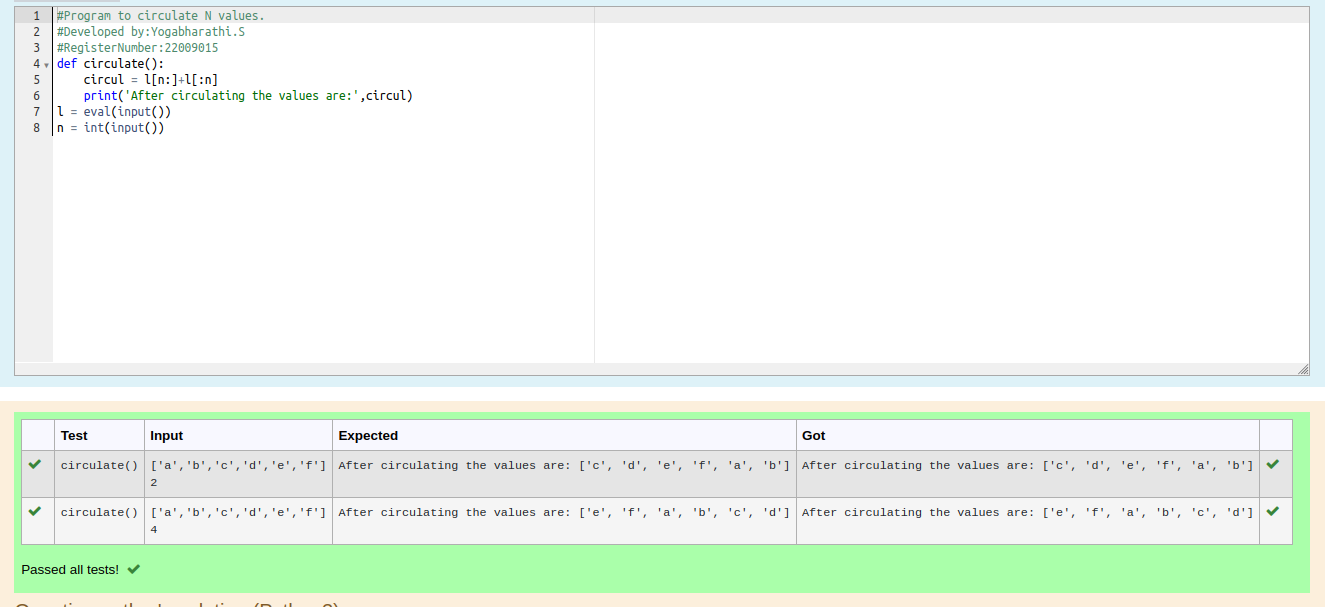 1 #Program to circulate N values.
2 #Developed by:Yogabharathi.S
3 #RegisterNumber:22009015
4 def circulate():
5     circul = l[n:]+l[:n]
6     print('After circulating the values are:',circul)
7 l = eval(input())
8 n = int(input())
Test Input Expected Got
circulate() ['a','b','c','d','e','f'] After circulating the values are: ['c', 'd', 'e', 'f', 'a', 'b'] After circulating the values are: ['c', 'd', 'e', 'f', 'a', 'b']
2
circulate() ['a','b','c','d','e','f'] After circulating the values are: ['e', 'f', 'a', 'b', 'c', 'd'] After circulating the values are: ['e', 'f', 'a', 'b', 'c', 'd']
4
Passed all tests!